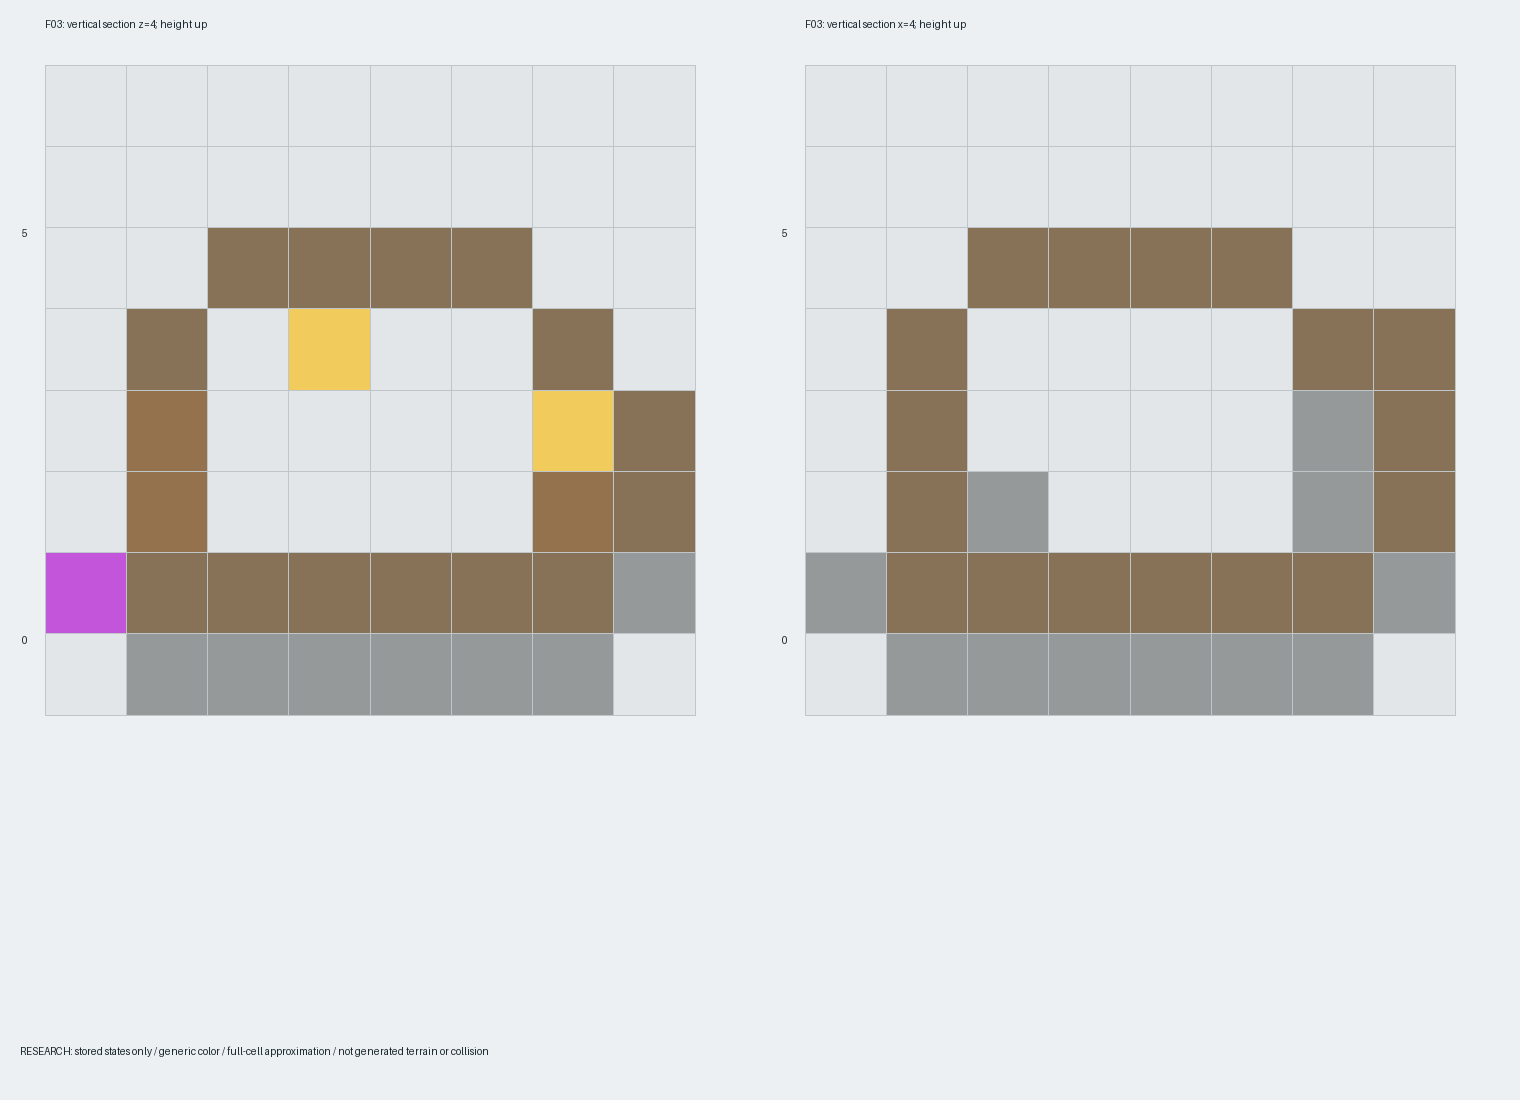 F03: vertical section z=4; height up
F03: vertical section x=4; height up
5
5
0
0
RESEARCH: stored states only / generic color / full-cell approximation / not generated terrain or collision